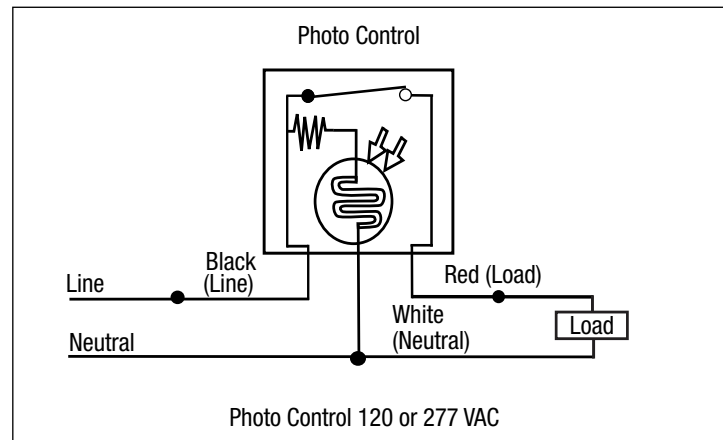 Photo Control
Line
Black
(Line)
Red (Load)
White
(Neutral)
Load
Neutral
Photo Control 120 or 277 VAC